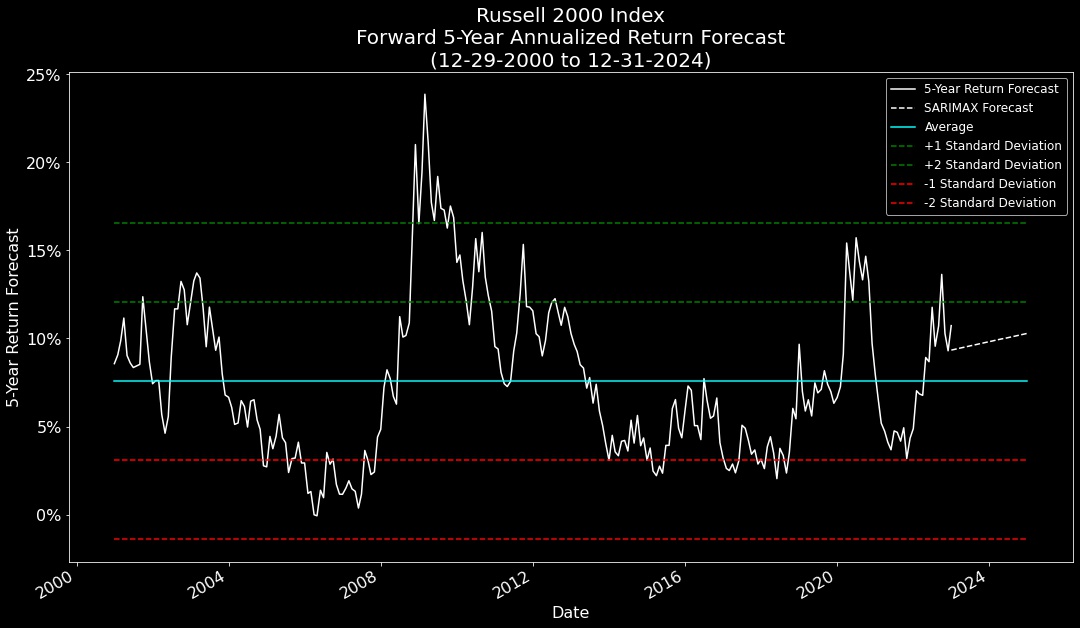 Russell 2000 Index
Forward 5-Year Annualized Return Forecast
(12-29-2000 to 12-31-2024)
25%
20%
15%
10%
5%
0%
5-Year Return Forecast
5-Year Return Forecast
SARIMAX Forecast
Average
+1 Standard Deviation
+2 Standard Deviation
-1 Standard Deviation
-2 Standard Deviation
2000
2004
2008
2012
2016
2020
2024
Date